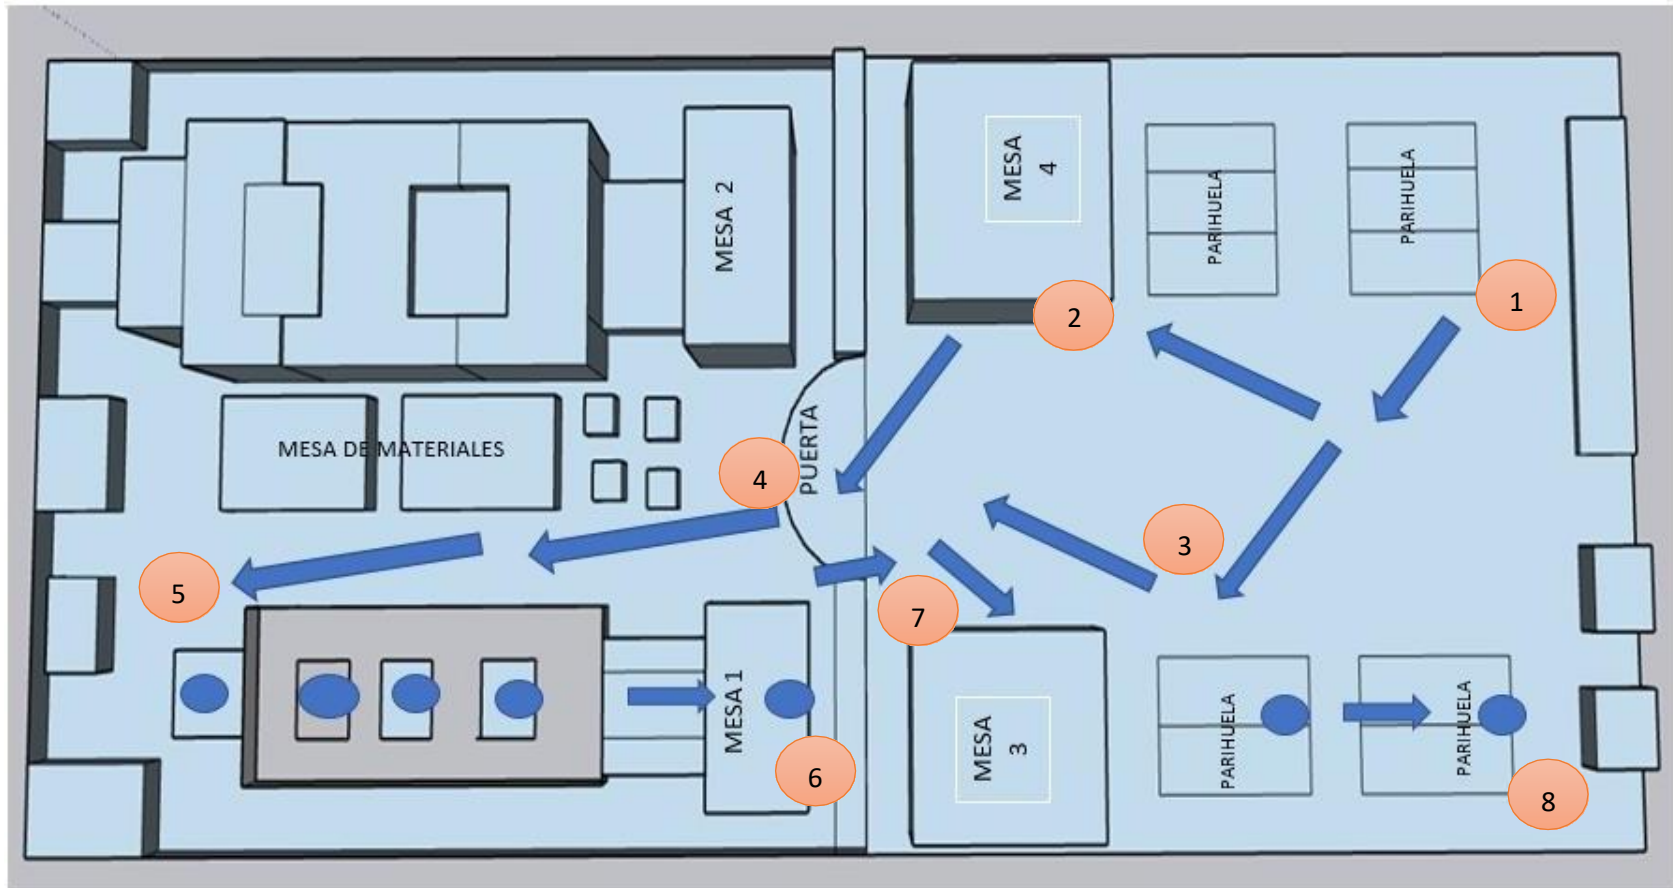 MESA 4
PARIHUELA
PARIHUELA
MESA 2
1
2
MESA DE MATERIALES
PUERTA
4
3
5
7
MESA 1
MESA 3
PARIHUELA
PARIHUELA
6
8